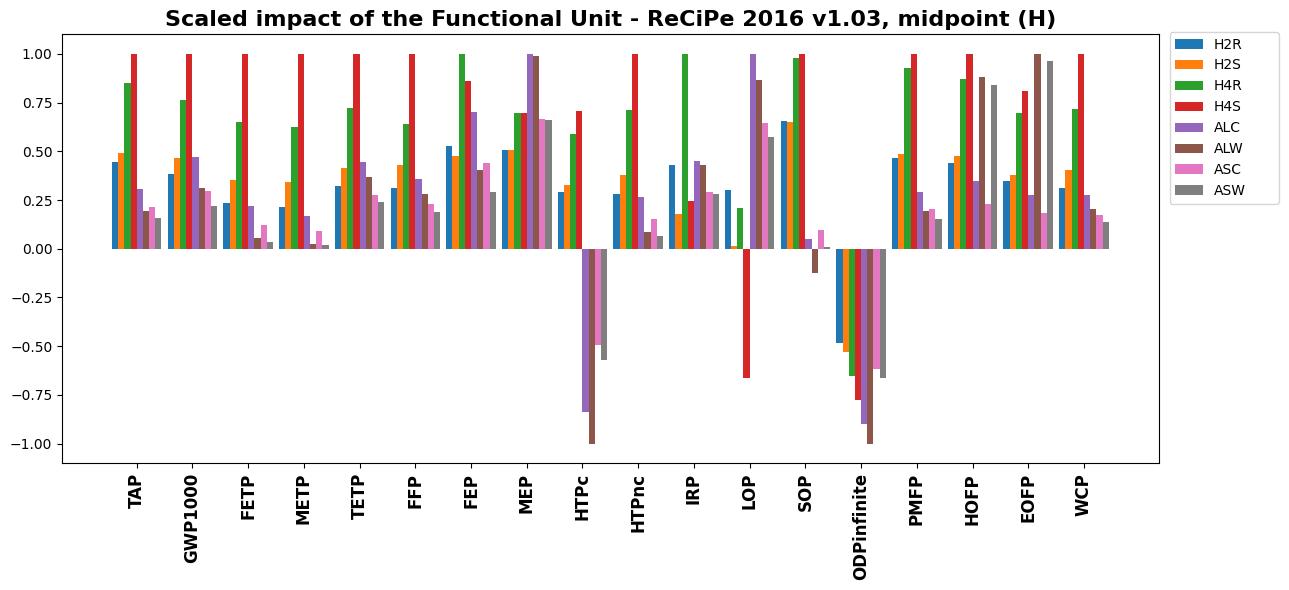 Scaled impact of the Functional Unit - ReCiPe 2016 v1.03, midpoint (H)
1.00
0.75
0.50
0.25
0.00
−0.25
−0.50
−0.75
−1.00
TAP
GWP1000
FETP
METP
TETP
FFP
FEP
MEP
HTPc
HTPnc
IRP
LOP
SOP
ODPinfinite
PMFP
HOFP
EOFP
WCP
H2R
H2S
H4R
H4S
ALC
ALW
ASC
ASW